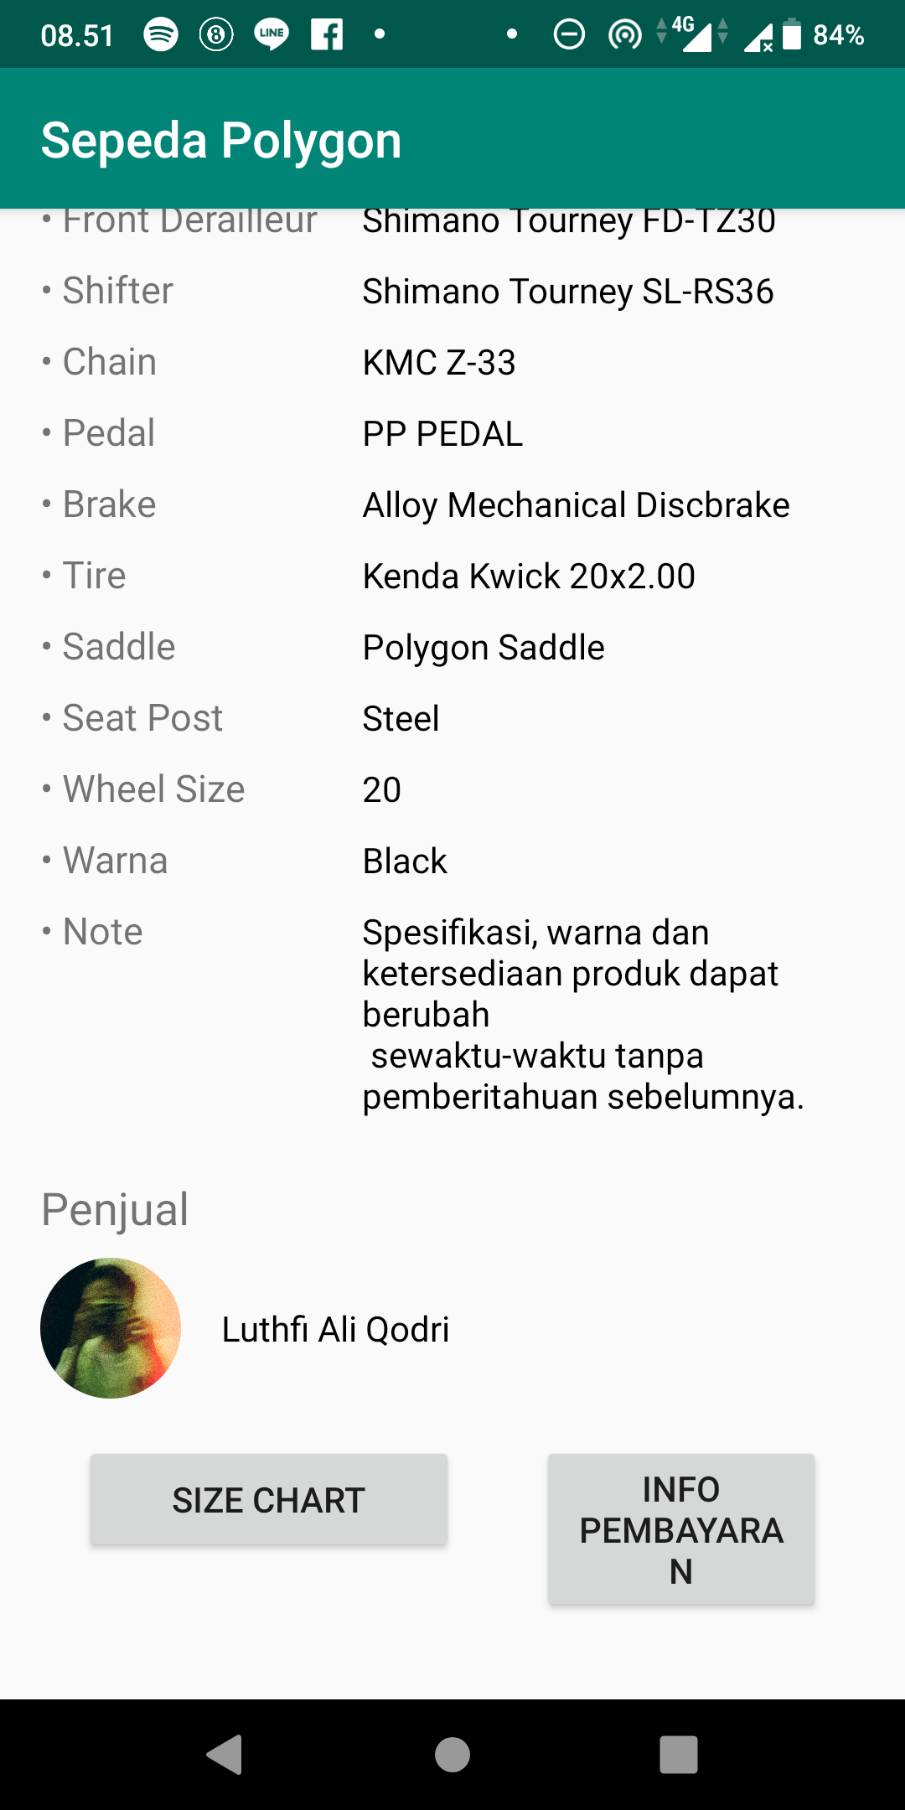 08.51 LINE 4G 84%
Sepeda Polygon
• Front Derailleur Shimano Tourney FD-TZ30
• Shifter Shimano Tourney SL-RS36
• Chain KMC Z-33
• Pedal PP PEDAL
• Brake Alloy Mechanical Discbrake
• Tire Kenda Kwick 20x2.00
• Saddle Polygon Saddle
• Seat Post Steel
• Wheel Size 20
• Warna Black
• Note Spesifikasi, warna dan
ketersediaan produk dapat
berubah
sewaktu-waktu tanpa
pemberitahuan sebelumnya.
Penjual
Luthfi Ali Qodri
SIZE CHART
INFO
PEMBAYARA
N